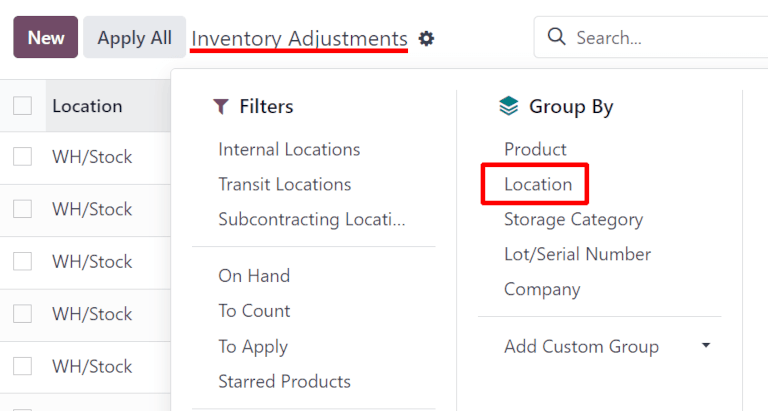 New Apply All Inventory Adjustments Search...
Location
WH/Stock
WH/Stock
WH/Stock
WH/Stock
WH/Stock
Filters
Internal Locations
Transit Locations
Subcontracting Locati...
On Hand
To Count
To Apply
Starred Products
Group By
Product
Location
Storage Category
Lot/Serial Number
Company
Add Custom Group